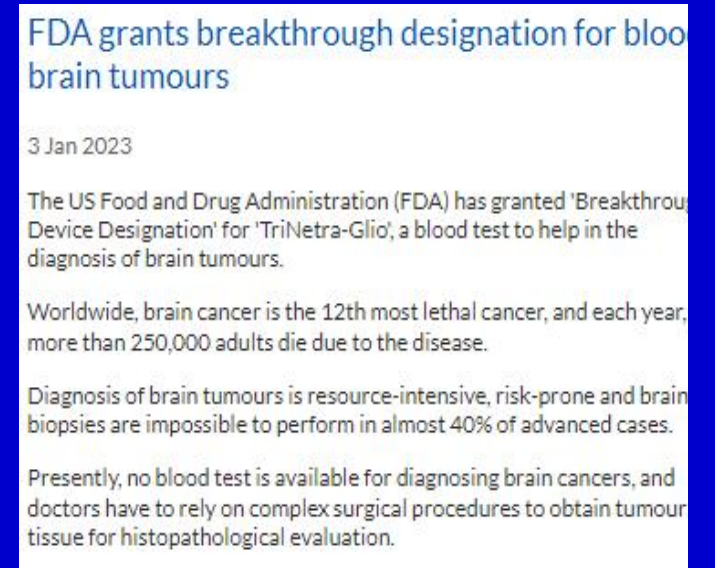 FDA grants breakthrough designation for bloo
brain tumours
3 Jan 2023
The US Food and Drug Administration (FDA) has granted 'Breakthroug
Device Designation' for 'TriNetra-Glio', a blood test to help in the
diagnosis of brain tumours.
Worldwide, brain cancer is the 12th most lethal cancer, and each year,
more than 250,000 adults die due to the disease.
Diagnosis of brain tumours is resource-intensive, risk-prone and brain
biopsies are impossible to perform in almost 40% of advanced cases.
Presently, no blood test is available for diagnosing brain cancers, and
doctors have to rely on complex surgical procedures to obtain tumour
tissue for histopathological evaluation.